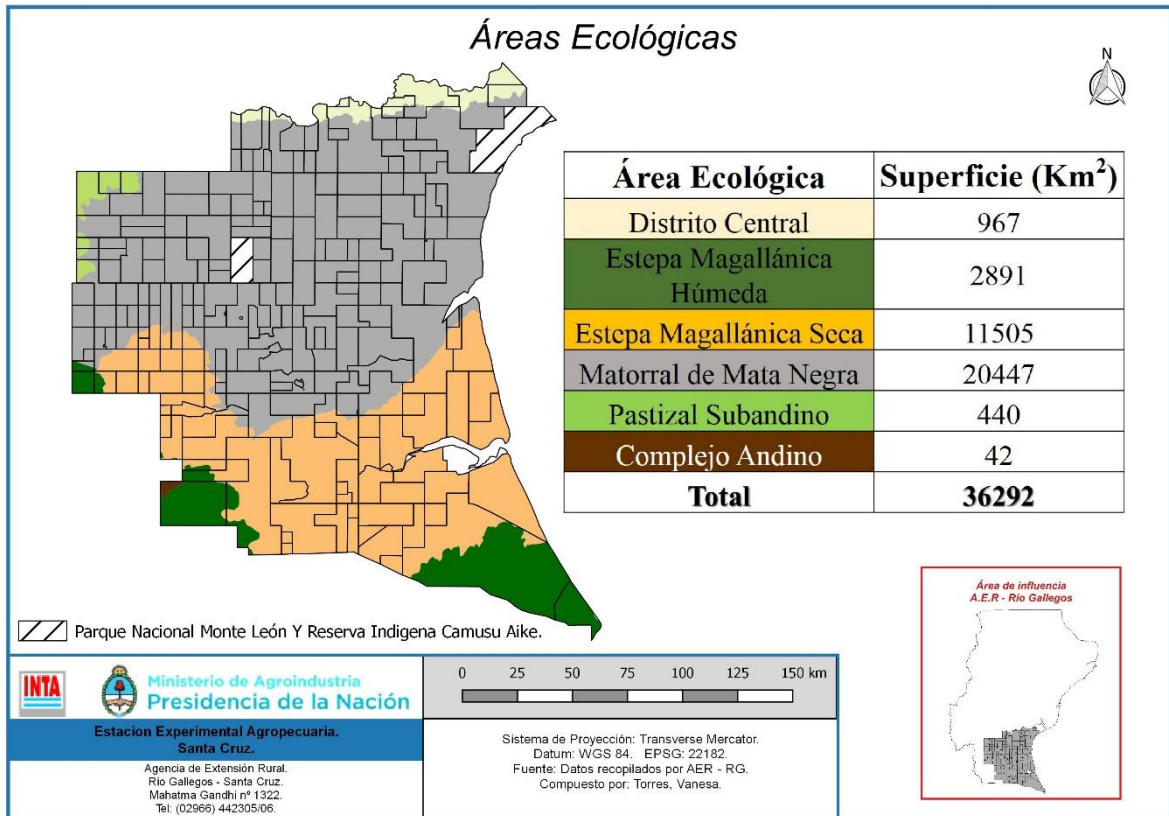 Áreas Ecológicas
N
Área Ecológica Superficie (Km²)
Distrito Central 967
Estepa Magallánica
Húmeda 2891
Estepa Magallánica Seca 11505
Matorral de Mata Negra 20447
Pastizal Subandino 440
Complejo Andino 42
Total 36292
Área de influencia
A.E.R - Río Gallegos
Parque Nacional Monte León Y Reserva Indigena Camusu Aike.
INTA
Ministerio de Agroindustria
Presidencia de la Nación
Estacion Experimental Agropecuaria.
Santa Cruz.
Agencia de Extensión Rural.
Río Gallegos - Santa Cruz.
Mahatma Gandhi nº 1322.
Tel: (02966) 442305/06.
0 25 50 75 100 125 150 km
Sistema de Proyección: Transverse Mercator.
Datum: WGS 84. EPSG: 22182.
Fuente: Datos recopilados por AER - RG.
Compuesto por: Torres, Vanesa.